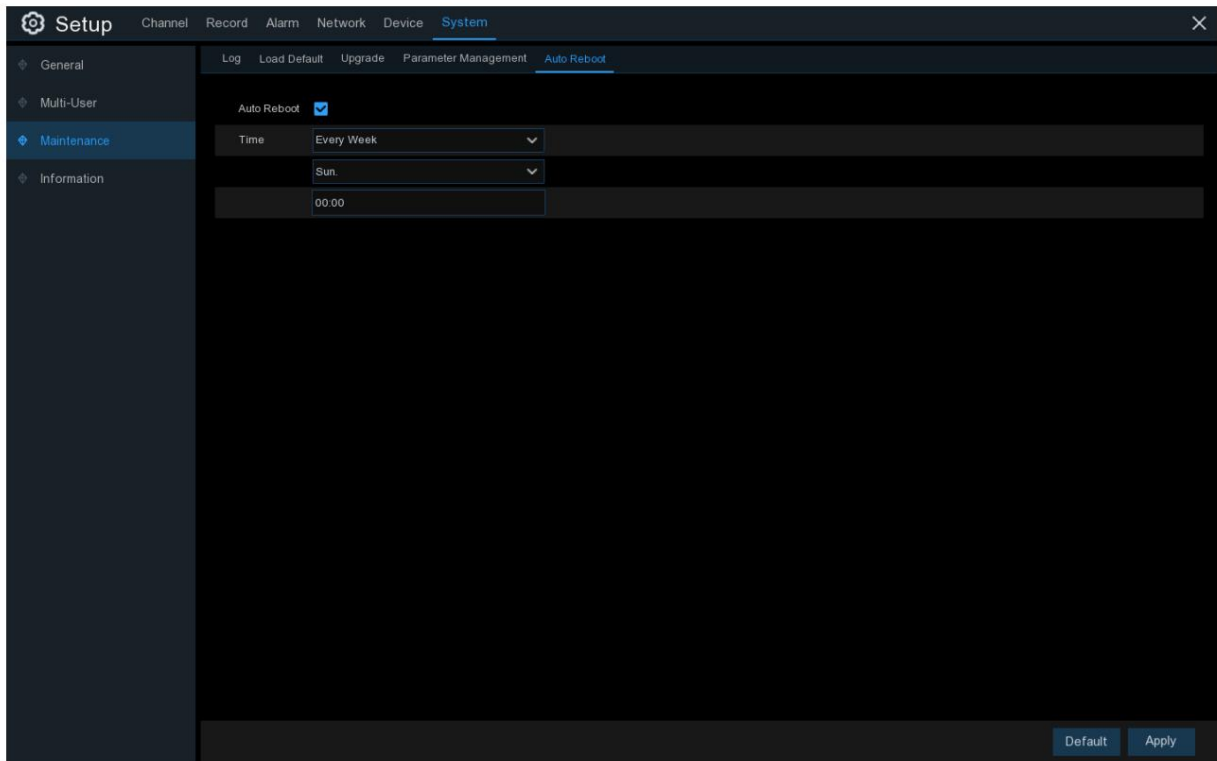 Setup Channel Record Alarm Network Device System
General
Multi-User
Maintenance
Information
Log Load Default Upgrade Parameter Management Auto Reboot
Auto Reboot
Time Every Week
Sun.
00:00
Default Apply